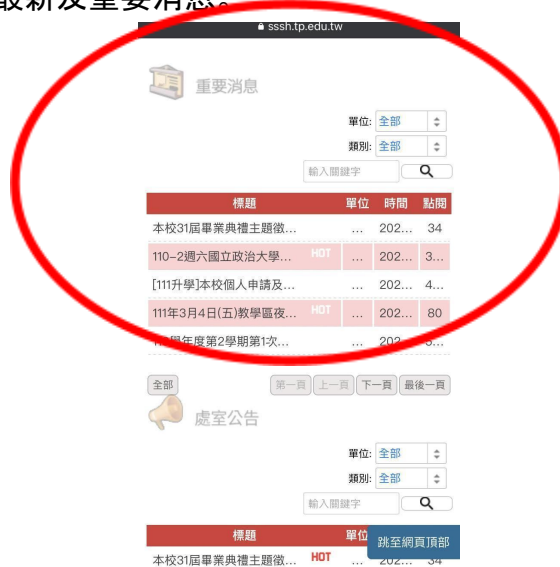 最新及重要消息。
sssh.tp.edu.tw
重要消息
單位: 全部
類別: 全部
輸入關鍵字
標題 單位 時間 點閱
本校31屆畢業典禮主題徵... ... 202... 34
110-2週六國立政治大學... HOT ... 202... 3...
[111升學]本校個人申請及... ... 202... 4...
111年3月4日(五)教學區夜... HOT ... 202... 80
學年度第2學期第1次... ... 202...
全部 第一頁 上一頁 下一頁 最後一頁
處室公告
單位: 全部
類別: 全部
輸入關鍵字
標題 單位
跳至網頁頂部
本校31屆畢業典禮主題徵... HOT ... 202... 34